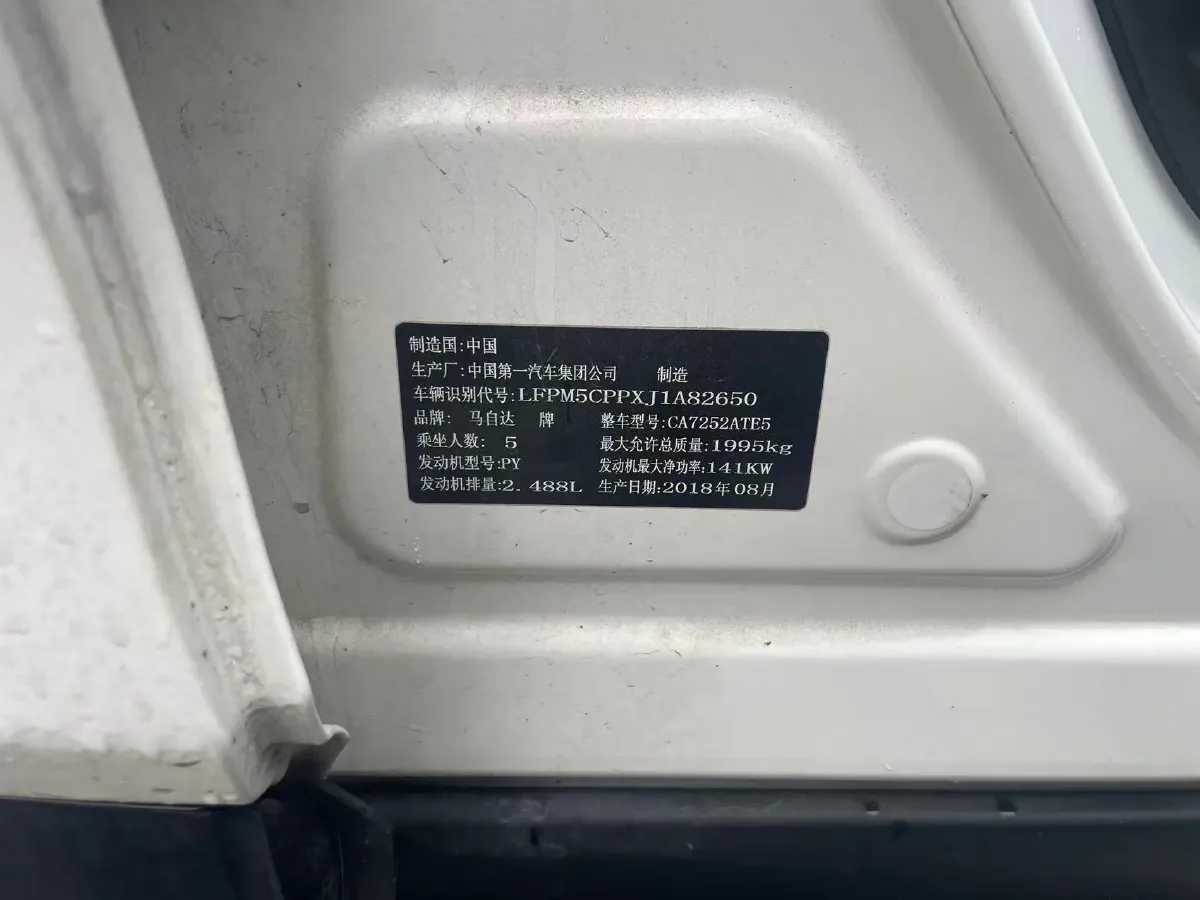 制造国:中国
生产厂:中国第一汽车集团公司 制造
车辆识别代号:LFPM5CPPXJ1A82650
品牌: 马自达 牌 整车型号:CA7252ATE5
乘坐人数: 5 最大允许总质量:1995kg
发动机型号:PY 发动机最大净功率:141KW
发动机排量:2.488L 生产日期:2018年08月